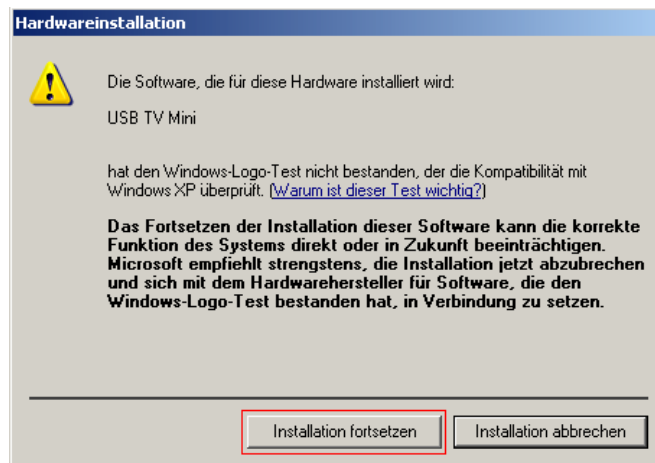 Hardwareinstallation
Die Software, die für diese Hardware installiert wird:
USB TV Mini
hat den Windows-Logo-Test nicht bestanden, der die Kompatibilität mit
Windows XP überprüft. (Warum ist dieser Test wichtig?)
Das Fortsetzen der Installation dieser Software kann die korrekte
Funktion des Systems direkt oder in Zukunft beeinträchtigen.
Microsoft empfiehlt strengstens, die Installation jetzt abzubrechen
und sich mit dem Hardwarehersteller für Software, die den
Windows-Logo-Test bestanden hat, in Verbindung zu setzen.
Installation fortsetzen Installation abbrechen